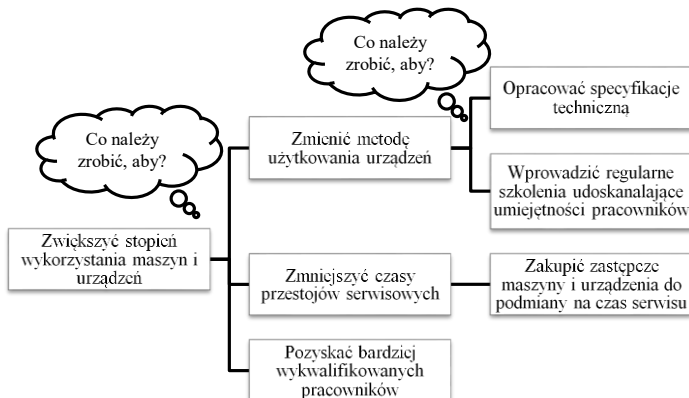 Co należy
zrobić, aby?
Opracować specyfikacje
techniczną
Co należy
zrobić, aby?
Zmienić metodę
użytkowania urządzeń
Wprowadzić regularne
szkolenia udoskanalające
umiejętności pracowników
Zwiększyć stopień
wykorzystania maszyn i
urządzeń
Zmniejszyć czasy
przestojów serwisowych
Zakupić zastępcze
maszyny i urządzenia do
podmiany na czas serwisu
Pozyskać bardziej
wykwalifikowanych
pracowników